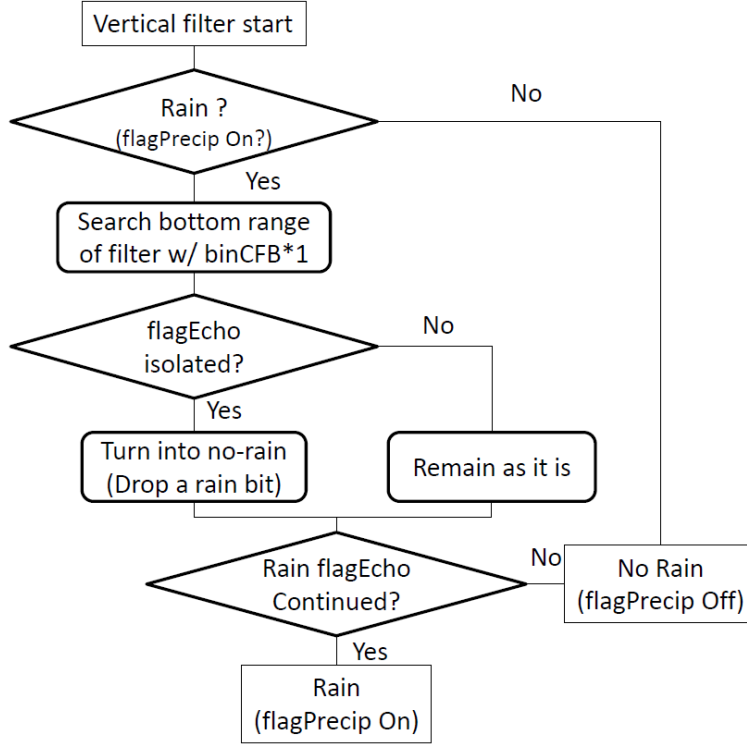 Vertical filter start
Rain ?
(flagPrecip On?)
No
Yes
Search bottom range
of filter w/ binCFB*1
flagEcho
isolated?
No
Yes
Turn into no-rain
(Drop a rain bit)
Remain as it is
Rain flagEcho
Continued?
No
No Rain
(flagPrecip Off)
Yes
Rain
(flagPrecip On)